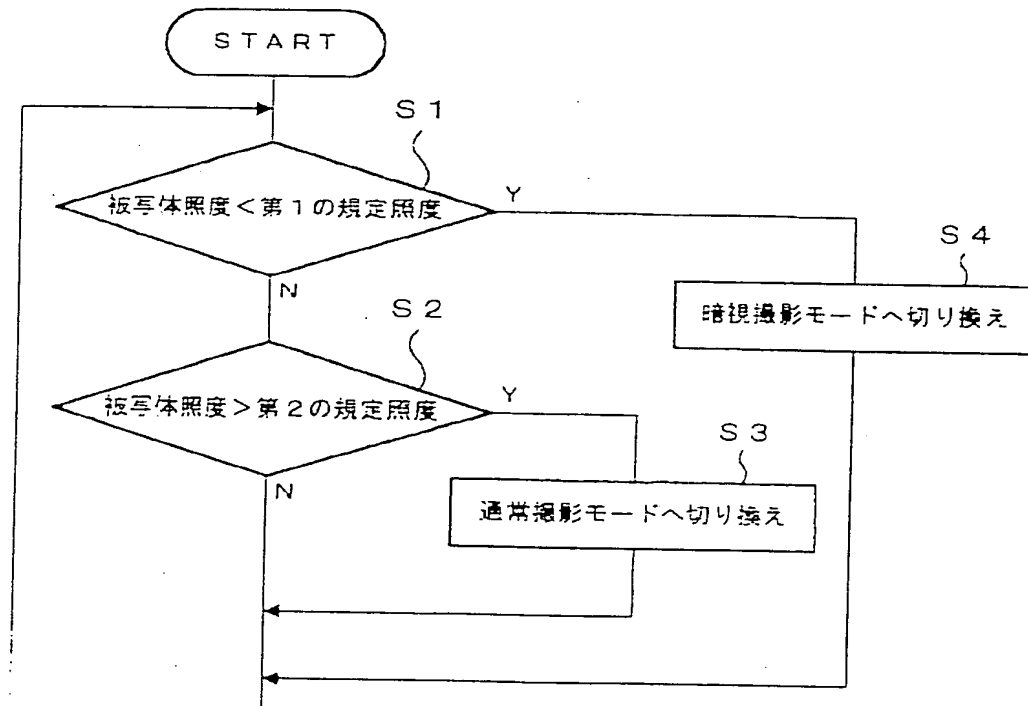 START
S1
被写体照度<第1の規定照度
Y
N
S4
暗視撮影モードへ切り換え
S2
被写体照度>第2の規定照度
Y
N
S3
通常撮影モードへ切り換え